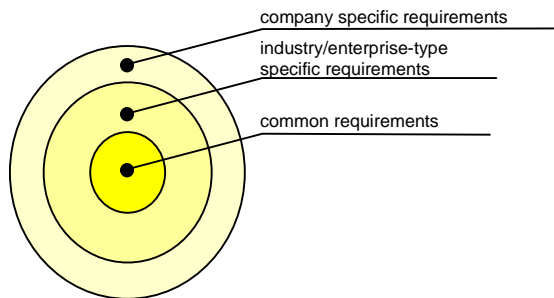 company specific requirements
industry/enterprise-type
specific requirements
common requirements